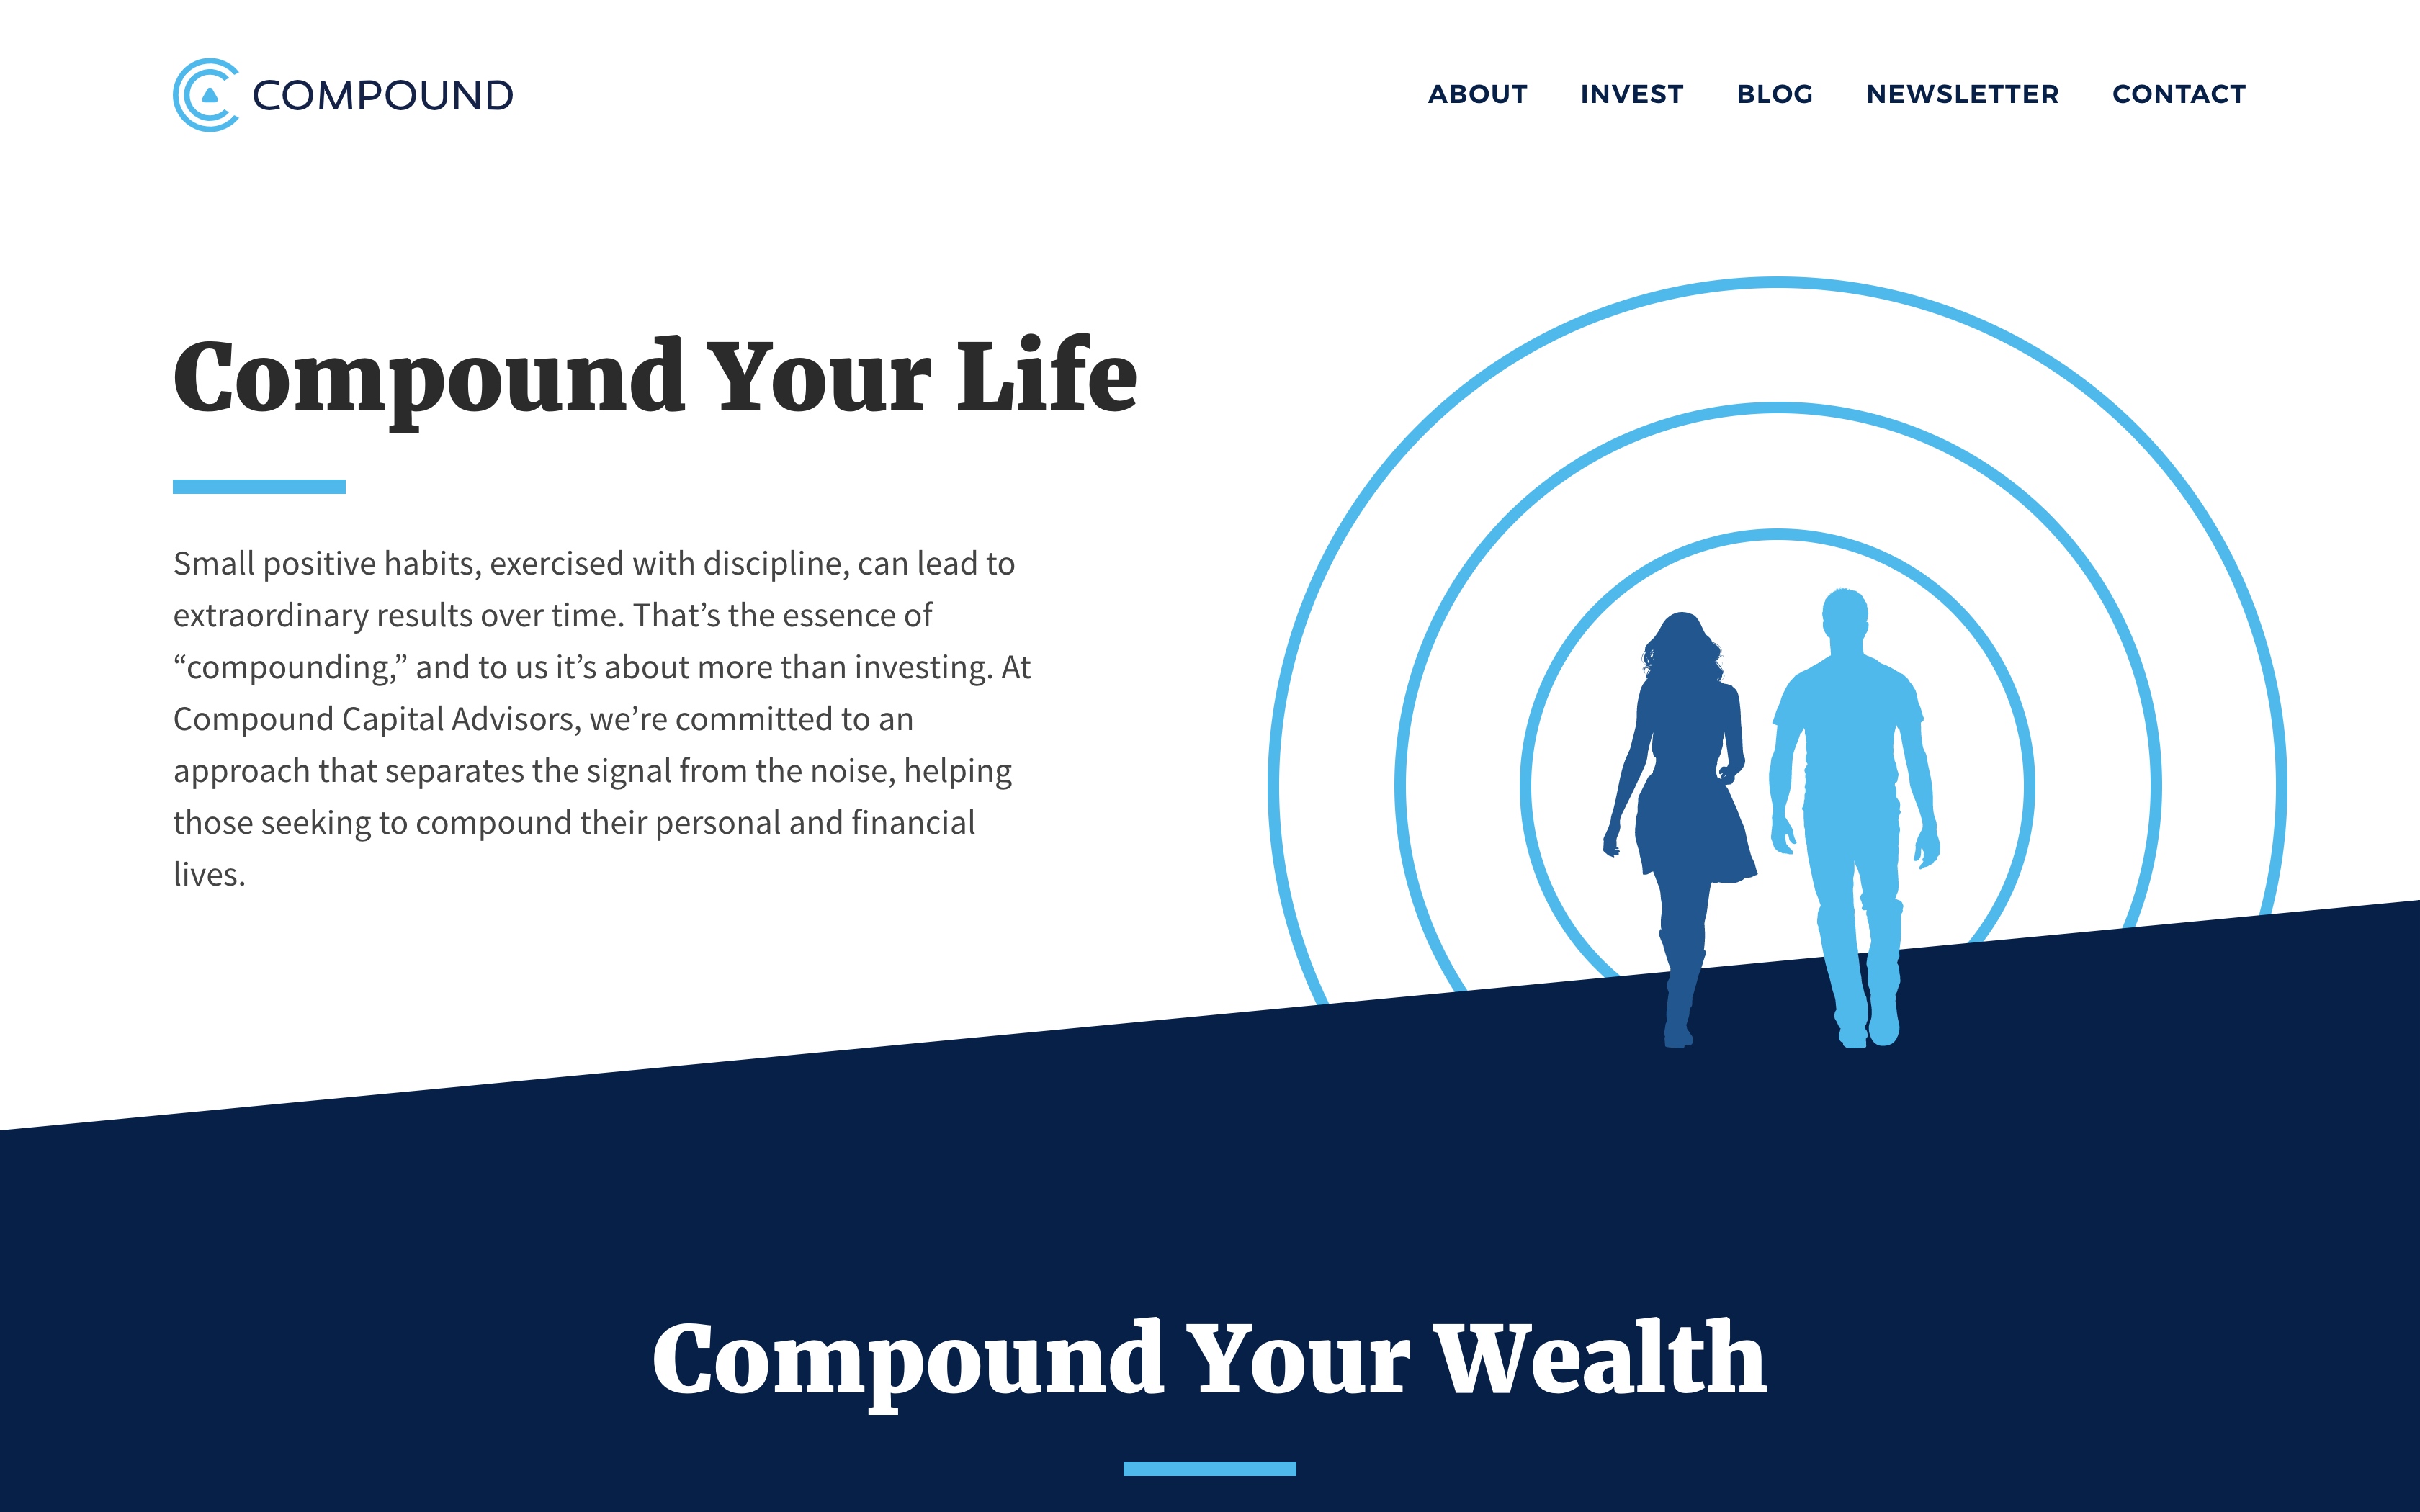 COMPOUND
ABOUT INVEST BLOG NEWSLETTER CONTACT
Compound Your Life
Small positive habits, exercised with discipline, can lead to
extraordinary results over time. That’s the essence of
“compounding,” and to us it’s about more than investing. At
Compound Capital Advisors, we’re committed to an
approach that separates the signal from the noise, helping
those seeking to compound their personal and financial
lives.
Compound Your Wealth